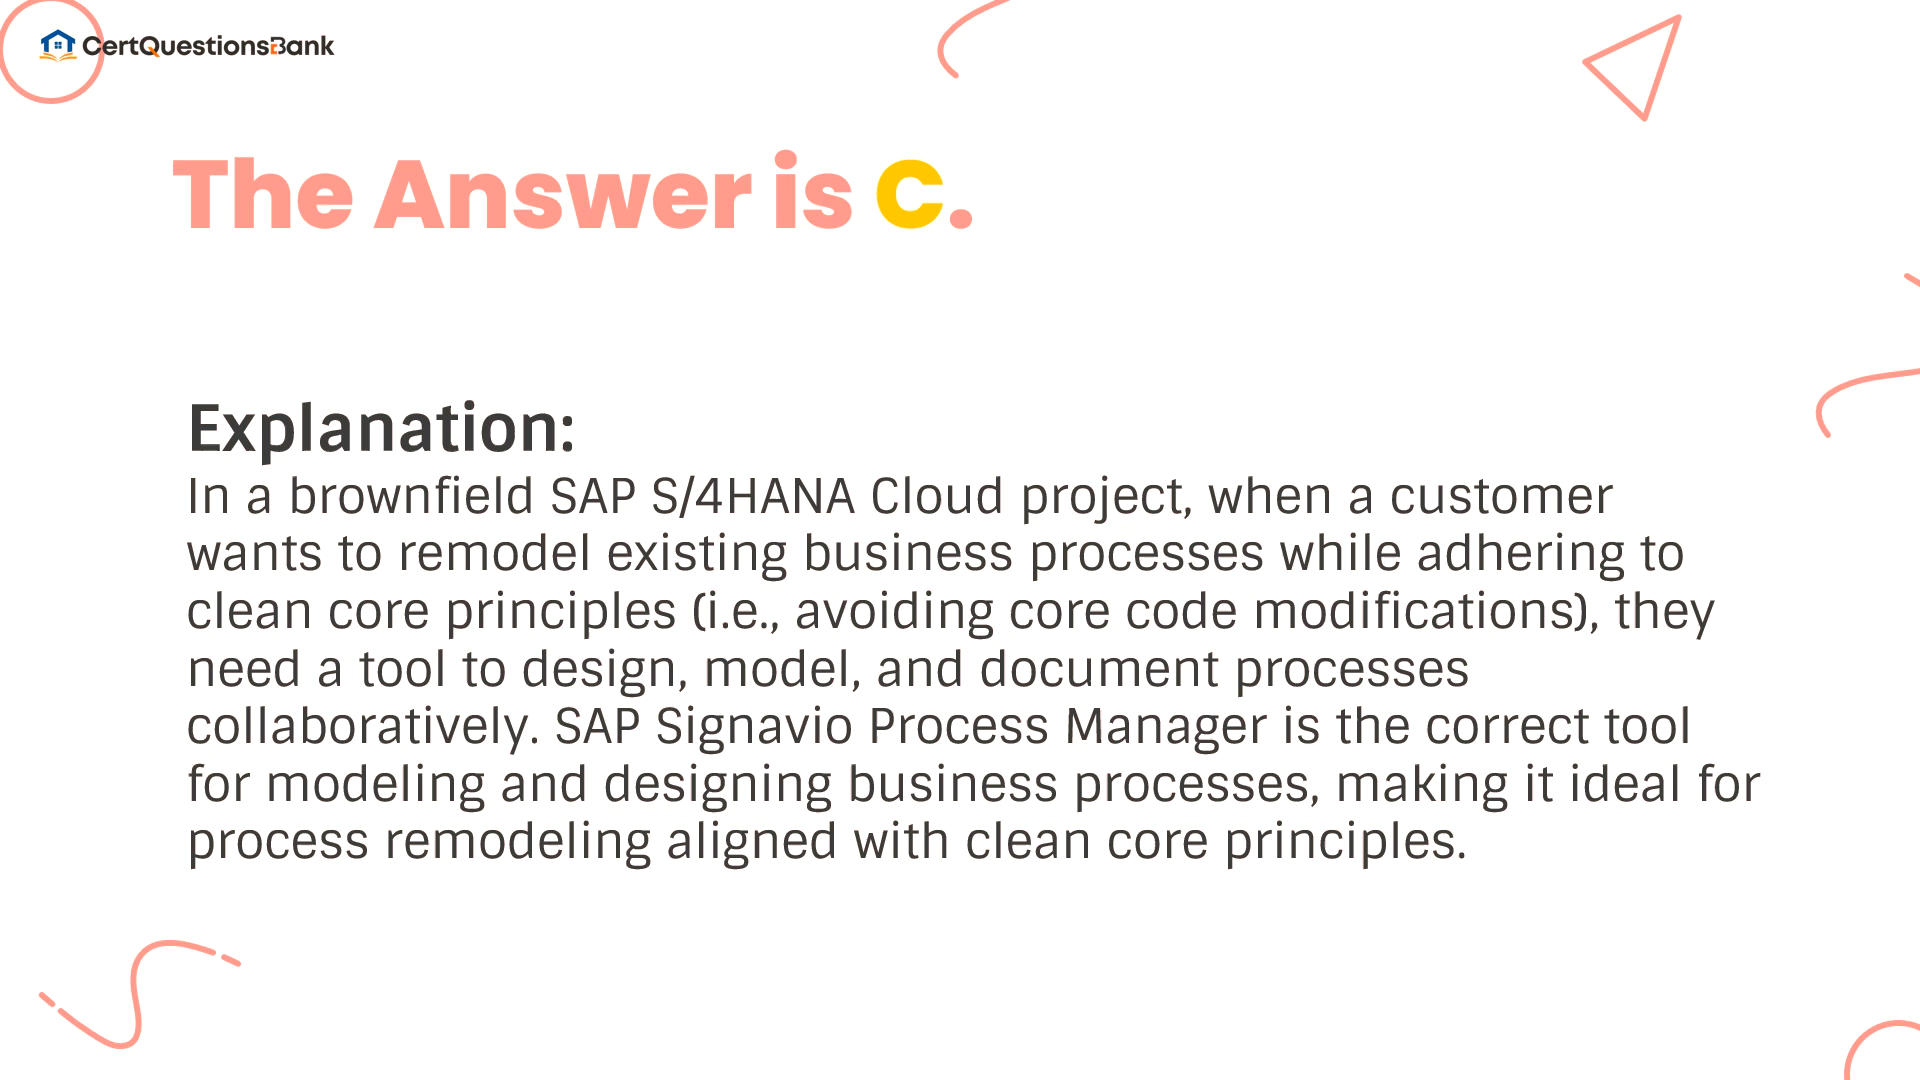 CertQuestionsBank
The Answer is C.
Explanation:
In a brownfield SAP S/4HANA Cloud project, when a customer
wants to remodel existing business processes while adhering to
clean core principles (i.e., avoiding core code modifications), they
need a tool to design, model, and document processes
collaboratively. SAP Signavio Process Manager is the correct tool
for modeling and designing business processes, making it ideal for
process remodeling aligned with clean core principles.